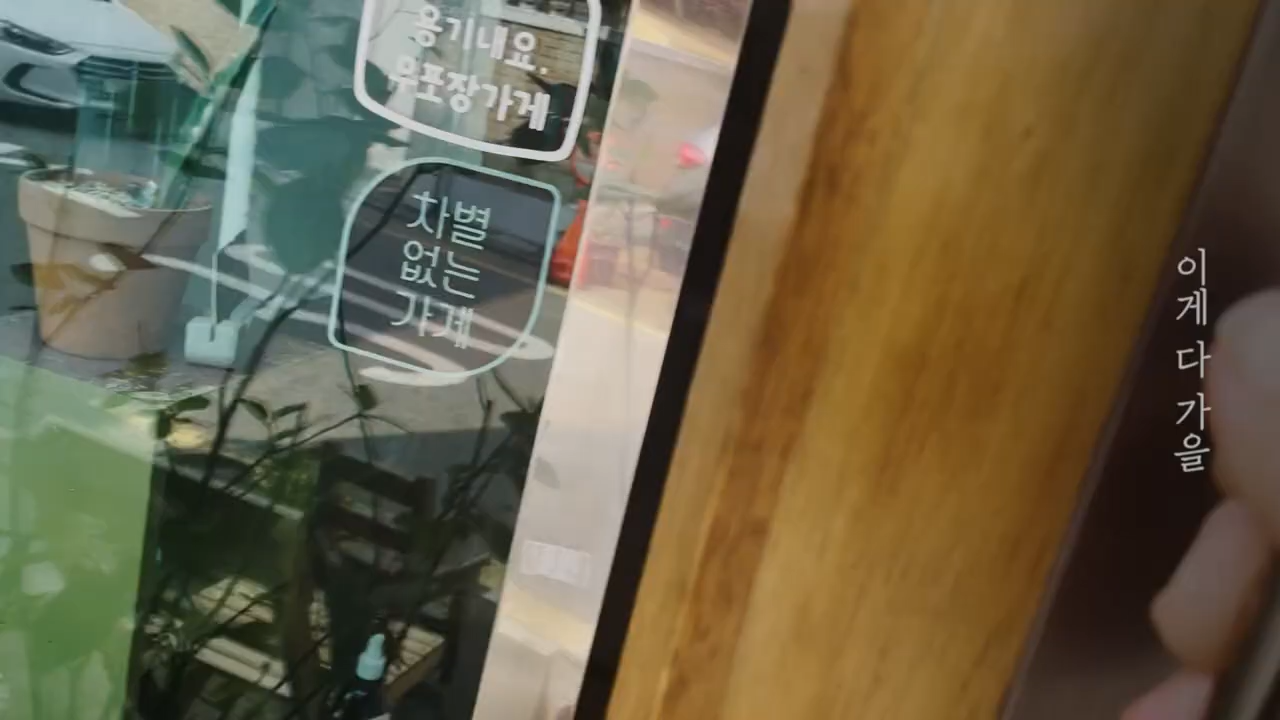 용기내요.
무포장가게
차별
없는
가게
이게 다 가을